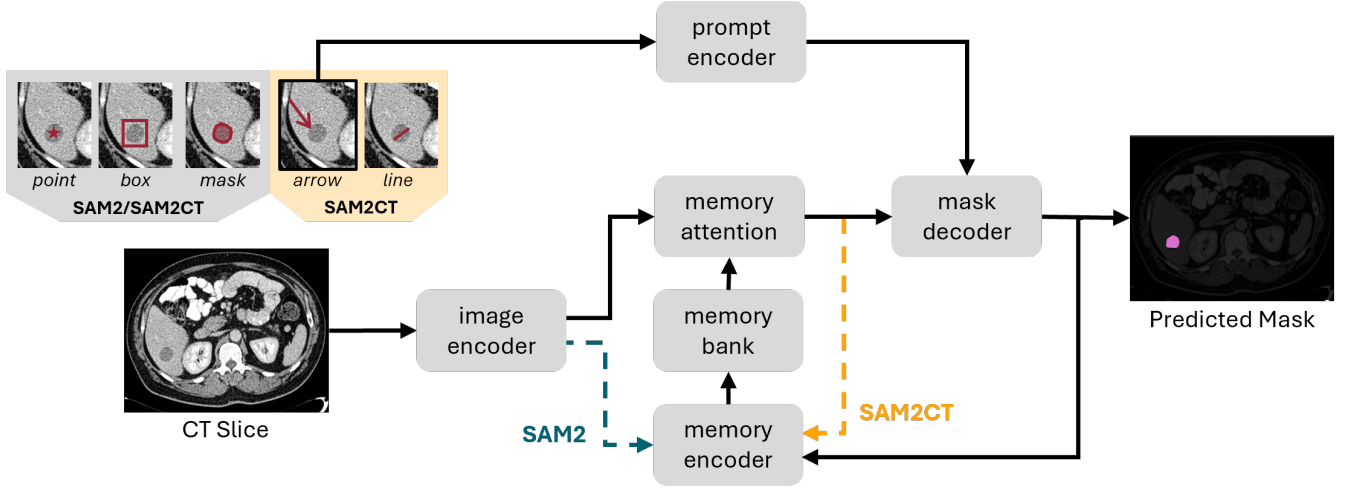 prompt
encoder
point
box
mask
arrow
line
SAM2/SAM2CT
SAM2CT
memory
attention
mask
decoder
image
encoder
memory
bank
Predicted Mask
SAM2CT
SAM2
memory
encoder
CT Slice